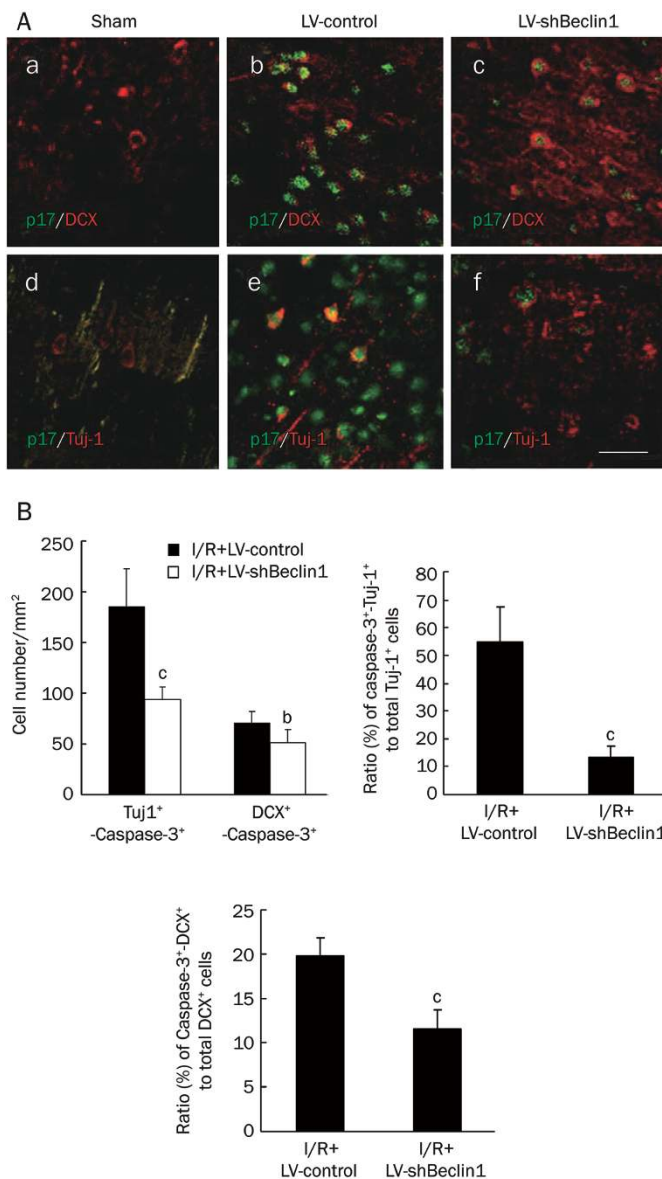 A
Sham
LV-control
LV-shBeclin1
a
b
c
p17/DCX
p17/DCX
p17/DCX
d
e
f
p17/Tuj-1
p17/Tuj-1
p17/Tuj-1
B
Cell number/mm²
250
200
150
100
50
0
I/R+LV-control
I/R+LV-shBeclin1
c
b
Tuj1⁺
-Caspase-3⁺
DCX⁺
-Caspase-3⁺
Ratio (%) of caspase-3⁺-Tuj-1⁺
to total Tuj-1⁺ cells
80
70
60
50
40
30
20
10
0
c
I/R+
LV-control
I/R+
LV-shBeclin1
Ratio (%) of Caspase-3⁺-DCX⁺
to total DCX⁺ cells
25
20
15
10
5
0
c
I/R+
LV-control
I/R+
LV-shBeclin1